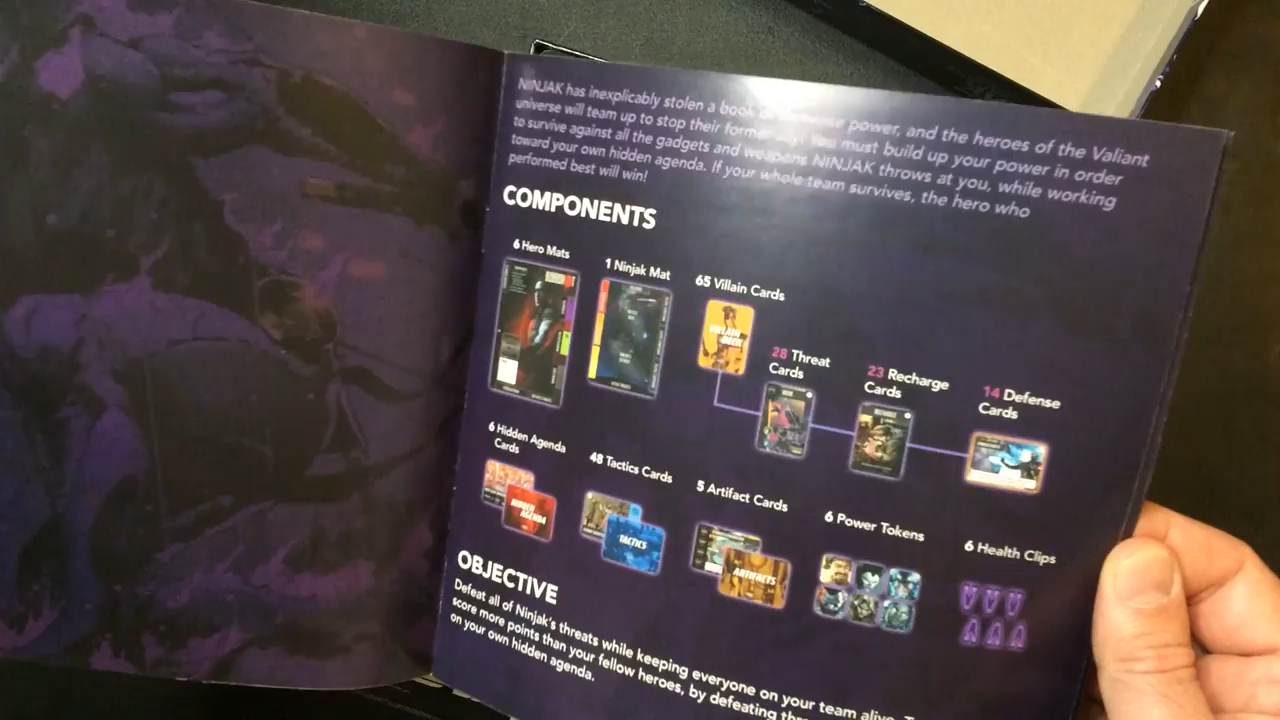 NINJAK has inexplicably stolen a book power, and the heroes of the Valiant
universe will team up to stop their former You must build up your power in order
to survive against all the gadgets and weapons NINJAK throws at you, while working
toward your own hidden agenda. If your whole team survives, the hero who
performed best will win!
COMPONENTS
6 Hero Mats
1 Ninjak Mat
65 Villain Cards
VILLAIN
DECK
28 Threat
Cards
23 Recharge
Cards
14 Defense
Cards
6 Hidden Agenda
Cards
HIDDEN
AGENDA
48 Tactics Cards
TACTICS
5 Artifact Cards
ARTIFACTS
6 Power Tokens
6 Health Clips
OBJECTIVE
Defeat all of Ninjak's threats while keeping everyone on your team alive.
score more points than your fellow heroes, by defeating
on your own hidden agenda.